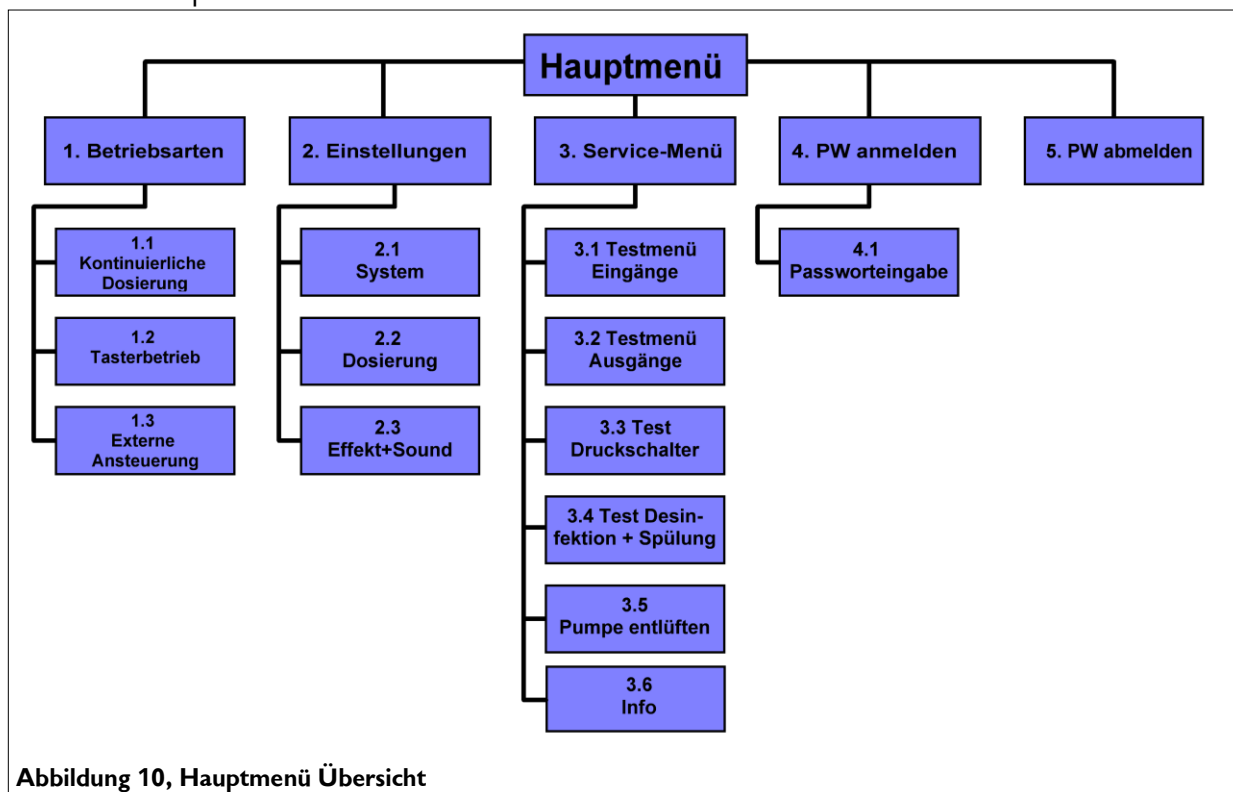 Hauptmenü
1. Betriebsarten
2. Einstellungen
3. Service-Menü
4. PW anmelden
5. PW abmelden
1.1
Kontinuierliche
Dosierung
1.2
Tasterbetrieb
1.3
Externe
Ansteuerung
2.1
System
2.2
Dosierung
2.3
Effekt+Sound
3.1 Testmenü
Eingänge
3.2 Testmenü
Ausgänge
3.3 Test
Druckschalter
3.4 Test Desin-
fektion + Spülung
3.5
Pumpe entlüften
3.6
Info
4.1
Passworteingabe
Abbildung 10, Hauptmenü Übersicht